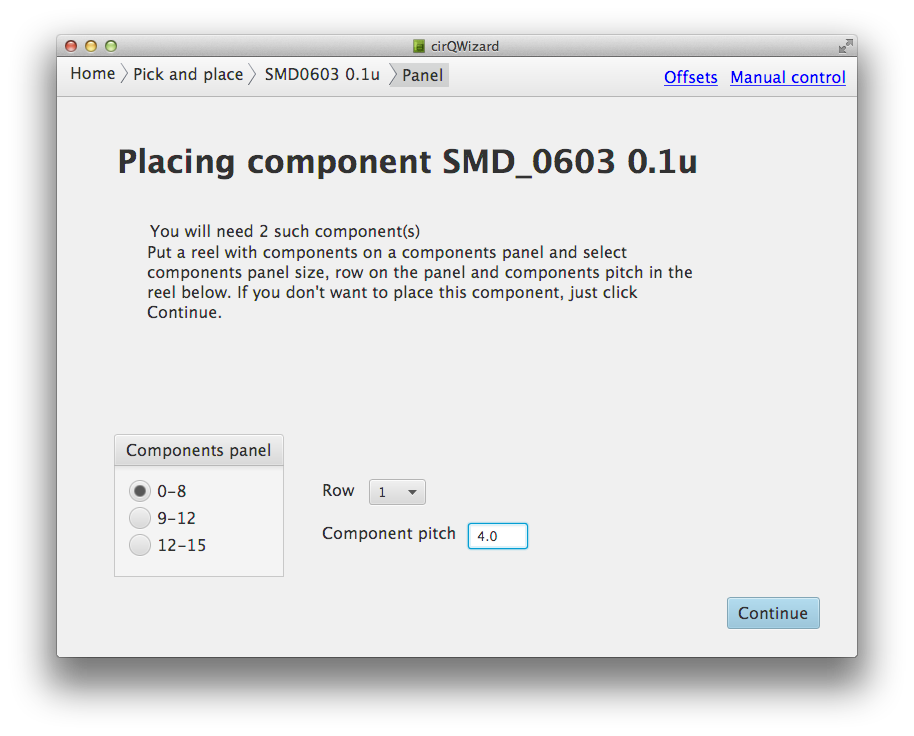 cirQWizard
Home Pick and place SMD0603 0.1u Panel Offsets Manual control
Placing component SMD_0603 0.1u
You will need 2 such component(s)
Put a reel with components on a components panel and select
components panel size, row on the panel and components pitch in the
reel below. If you don't want to place this component, just click
Continue.
Components panel
0-8
9-12
12-15
Row 1
Component pitch 4.0
Continue